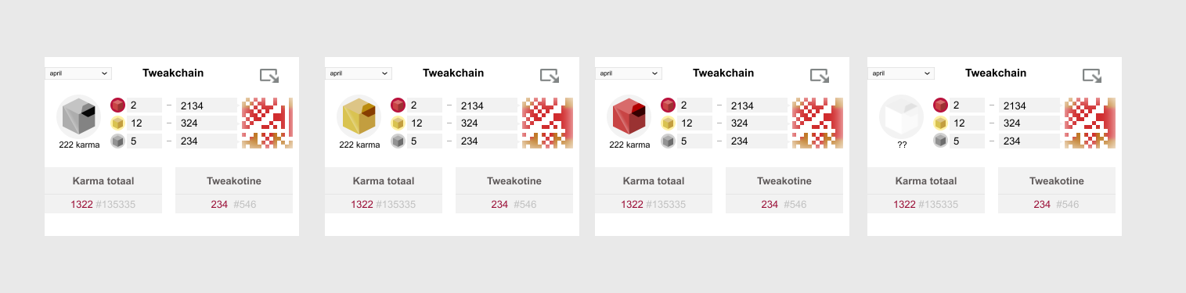 april Tweakchain
2 – 2134
12 – 324
5 – 234
222 karma
Karma totaal Tweakotine
1322 #135335 234 #546
april Tweakchain
2 – 2134
12 – 324
5 – 234
222 karma
Karma totaal Tweakotine
1322 #135335 234 #546
april Tweakchain
2 – 2134
12 – 324
5 – 234
222 karma
Karma totaal Tweakotine
1322 #135335 234 #546
april Tweakchain
2 – 2134
12 – 324
5 – 234
??
Karma totaal Tweakotine
1322 #135335 234 #546